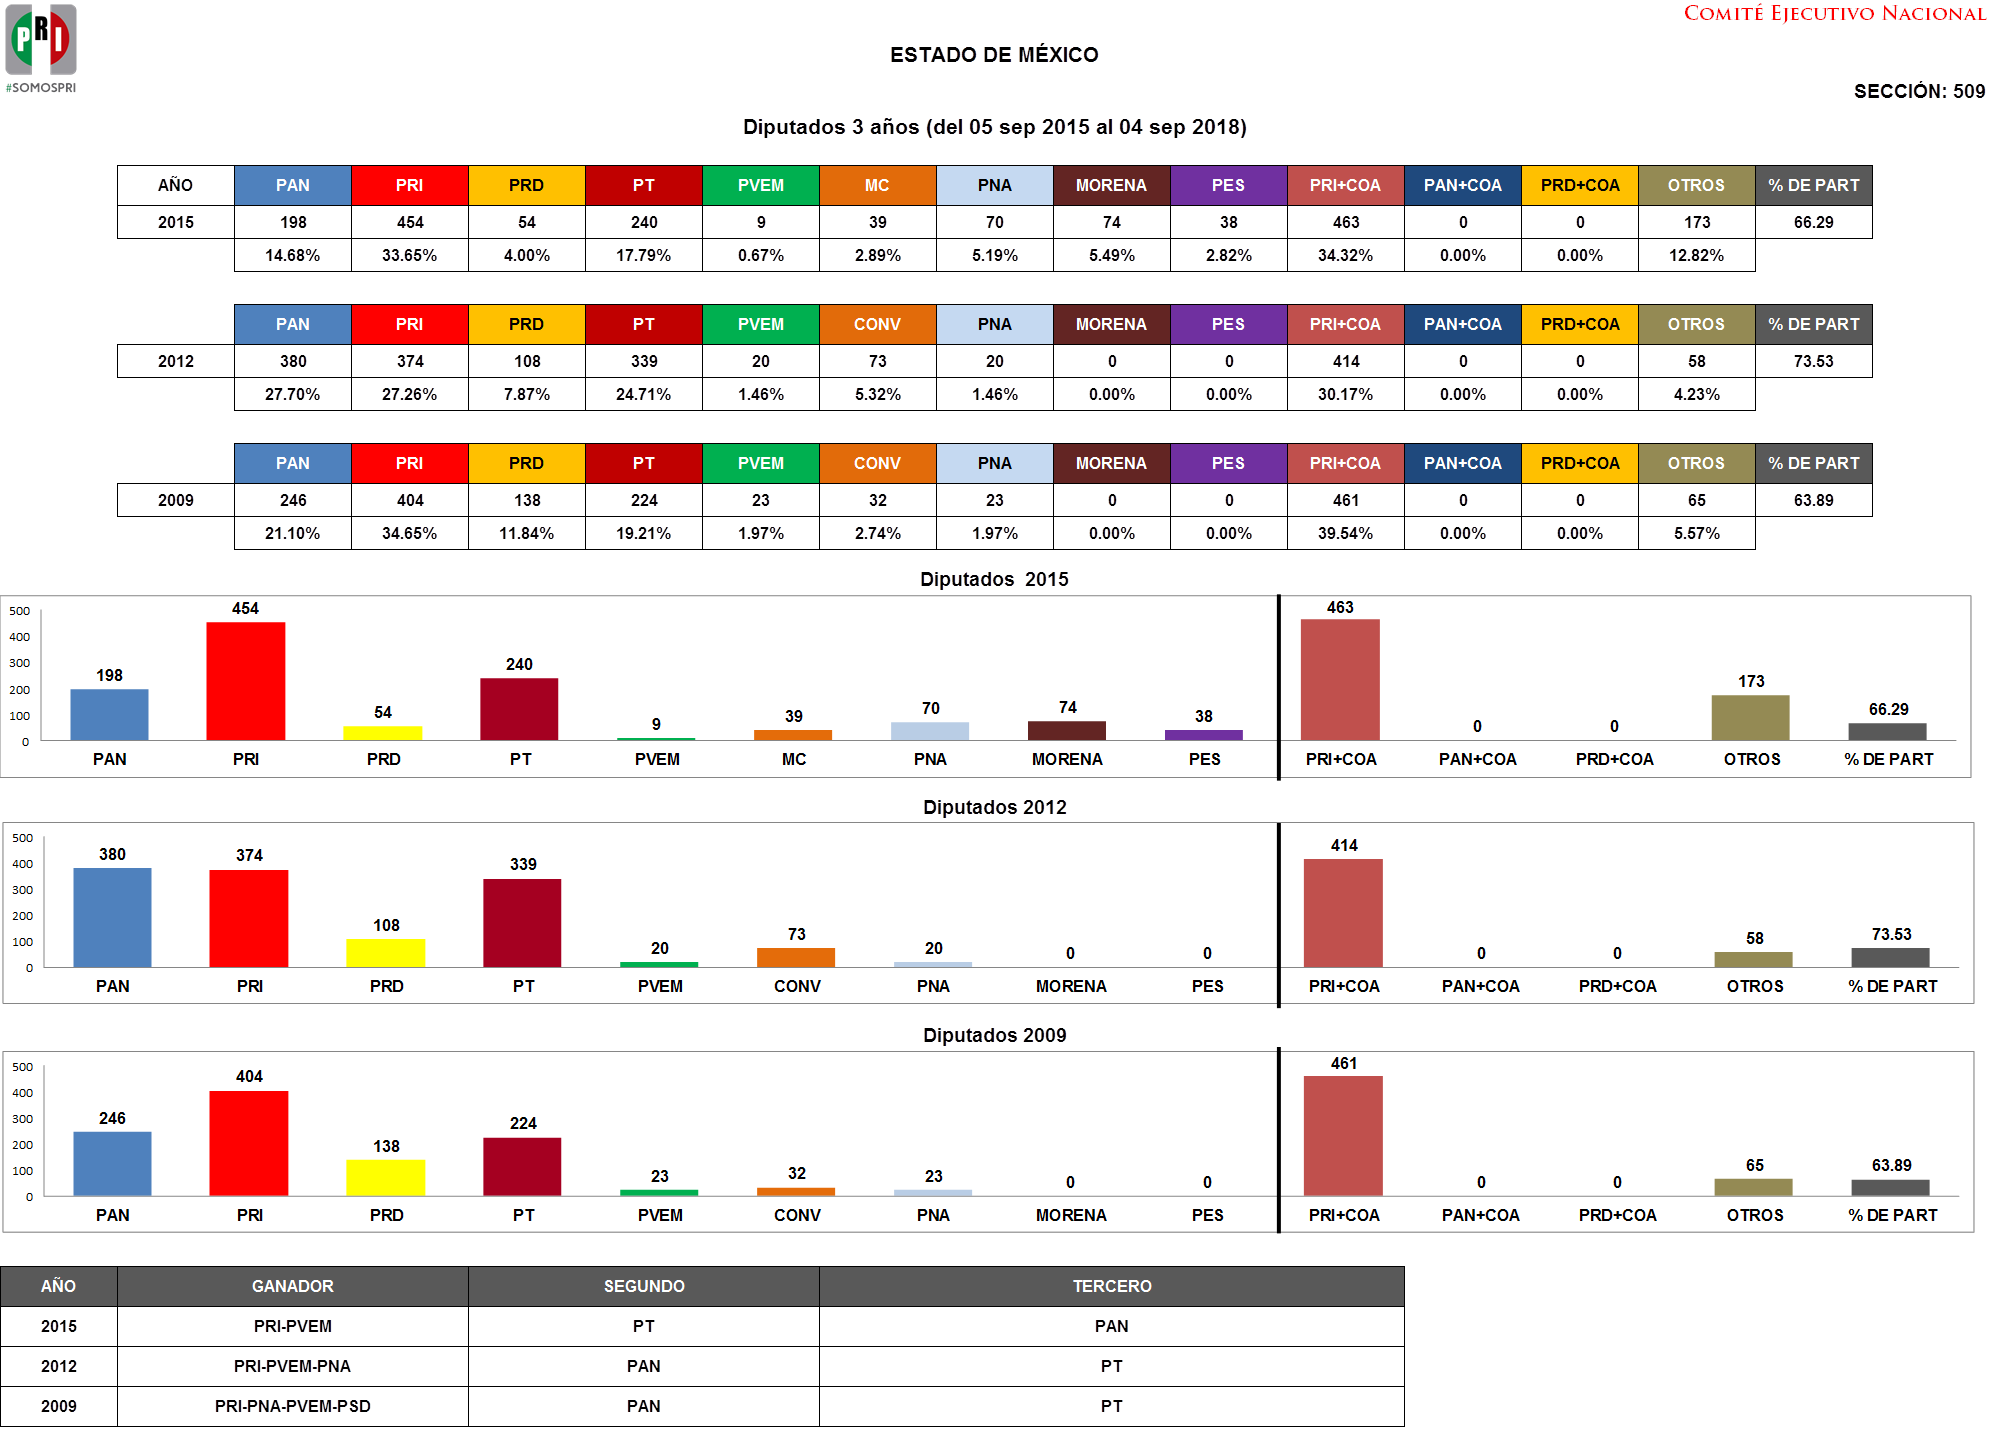 PRI
#SOMOSPRI
COMITÉ EJECUTIVO NACIONAL
ESTADO DE MÉXICO
SECCIÓN: 509
Diputados 3 años (del 05 sep 2015 al 04 sep 2018)
AÑO PAN PRI PRD PT PVEM MC PNA MORENA PES PRI+COA PAN+COA PRD+COA OTROS % DE PART
2015 198 454 54 240 9 39 70 74 38 463 0 0 173 66.29
14.68% 33.65% 4.00% 17.79% 0.67% 2.89% 5.19% 5.49% 2.82% 34.32% 0.00% 0.00% 12.82%
PAN PRI PRD PT PVEM CONV PNA MORENA PES PRI+COA PAN+COA PRD+COA OTROS % DE PART
2012 380 374 108 339 20 73 20 0 0 414 0 0 58 73.53
27.70% 27.26% 7.87% 24.71% 1.46% 5.32% 1.46% 0.00% 0.00% 30.17% 0.00% 0.00% 4.23%
PAN PRI PRD PT PVEM CONV PNA MORENA PES PRI+COA PAN+COA PRD+COA OTROS % DE PART
2009 246 404 138 224 23 32 23 0 0 461 0 0 65 63.89
21.10% 34.65% 11.84% 19.21% 1.97% 2.74% 1.97% 0.00% 0.00% 39.54% 0.00% 0.00% 5.57%
Diputados 2015
500
400
300
200
100
0
198 454 54 240 9 39 70 74 38 463 0 0 173 66.29
PAN PRI PRD PT PVEM MC PNA MORENA PES PRI+COA PAN+COA PRD+COA OTROS % DE PART
Diputados 2012
500
400
300
200
100
0
380 374 108 339 20 73 20 0 0 414 0 0 58 73.53
PAN PRI PRD PT PVEM CONV PNA MORENA PES PRI+COA PAN+COA PRD+COA OTROS % DE PART
Diputados 2009
500
400
300
200
100
0
246 404 138 224 23 32 23 0 0 461 0 0 65 63.89
PAN PRI PRD PT PVEM CONV PNA MORENA PES PRI+COA PAN+COA PRD+COA OTROS % DE PART
AÑO GANADOR SEGUNDO TERCERO
2015 PRI-PVEM PT PAN
2012 PRI-PVEM-PNA PAN PT
2009 PRI-PNA-PVEM-PSD PAN PT